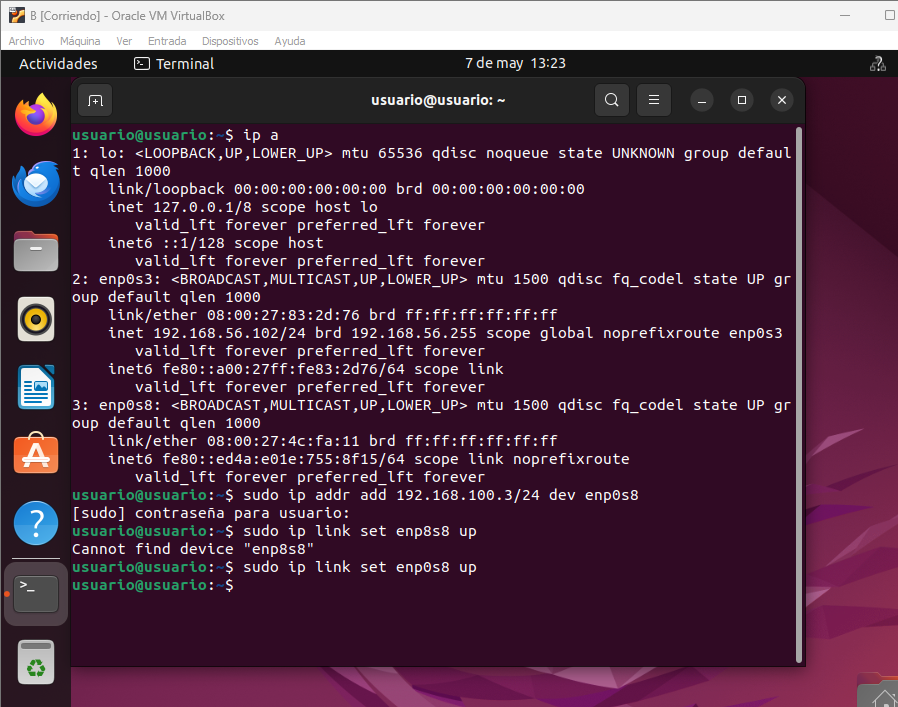 B [Corriendo] - Oracle VM VirtualBox
Archivo Máquina Ver Entrada Dispositivos Ayuda
Actividades Terminal 7 de may 13:23
usuario@usuario: ~
usuario@usuario:~$ ip a
1: lo: <LOOPBACK,UP,LOWER_UP> mtu 65536 qdisc noqueue state UNKNOWN group defaul
t qlen 1000
link/loopback 00:00:00:00:00:00 brd 00:00:00:00:00:00
inet 127.0.0.1/8 scope host lo
valid_lft forever preferred_lft forever
inet6 ::1/128 scope host
valid_lft forever preferred_lft forever
2: enp0s3: <BROADCAST,MULTICAST,UP,LOWER_UP> mtu 1500 qdisc fq_codel state UP gr
oup default qlen 1000
link/ether 08:00:27:83:2d:76 brd ff:ff:ff:ff:ff:ff
inet 192.168.56.102/24 brd 192.168.56.255 scope global noprefixroute enp0s3
valid_lft forever preferred_lft forever
inet6 fe80::a00:27ff:fe83:2d76/64 scope link
valid_lft forever preferred_lft forever
3: enp0s8: <BROADCAST,MULTICAST,UP,LOWER_UP> mtu 1500 qdisc fq_codel state UP gr
oup default qlen 1000
link/ether 08:00:27:4c:fa:11 brd ff:ff:ff:ff:ff:ff
inet6 fe80::ed4a:e01e:755:8f15/64 scope link noprefixroute
valid_lft forever preferred_lft forever
usuario@usuario:~$ sudo ip addr add 192.168.100.3/24 dev enp0s8
[sudo] contraseña para usuario:
usuario@usuario:~$ sudo ip link set enp8s8 up
Cannot find device "enp8s8"
usuario@usuario:~$ sudo ip link set enp0s8 up
usuario@usuario:~$